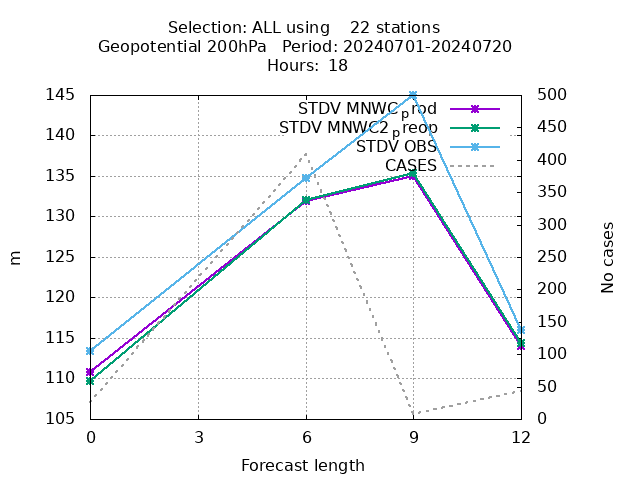 Selection: ALL using    22 stations
Geopotential 200hPa   Period: 20240701-20240720
Hours:  18
STDV MNWC_prod
STDV MNWC2_preop
STDV OBS
CASES
145
140
135
130
125
120
115
110
105
500
450
400
350
300
250
200
150
100
50
0
m
No cases
0 3 6 9 12
Forecast length